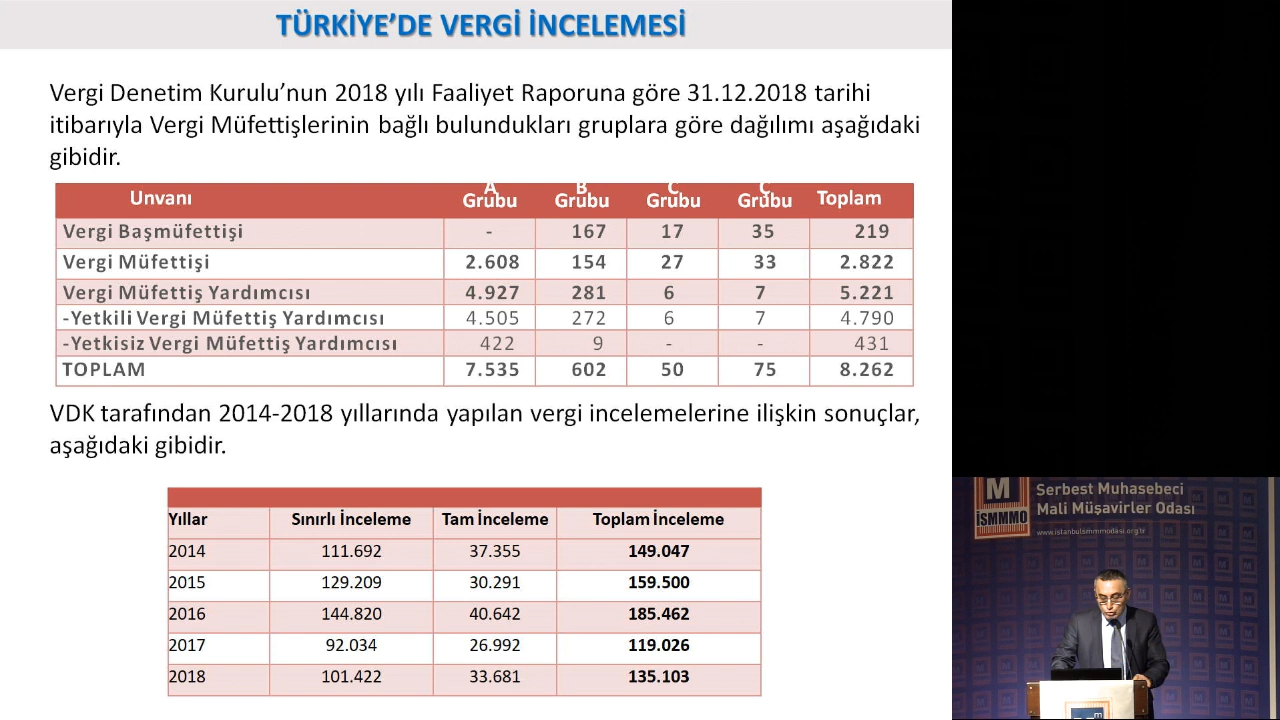 TÜRKİYE’DE VERGİ İNCELEMESİ
Vergi Denetim Kurulu’nun 2018 yılı Faaliyet Raporuna göre 31.12.2018 tarihi
itibarıyla Vergi Müfettişlerinin bağlı bulundukları gruplara göre dağılımı aşağıdaki
gibidir.
Unvanı A Grubu B Grubu C Grubu Ç Grubu Toplam
Vergi Başmüfettişi - 167 17 35 219
Vergi Müfettişi 2.608 154 27 33 2.822
Vergi Müfettiş Yardımcısı 4.927 281 6 7 5.221
-Yetkili Vergi Müfettiş Yardımcısı 4.505 272 6 7 4.790
-Yetkisiz Vergi Müfettiş Yardımcısı 422 9 - - 431
TOPLAM 7.535 602 50 75 8.262
VDK tarafından 2014-2018 yıllarında yapılan vergi incelemelerine ilişkin sonuçlar,
aşağıdaki gibidir.
Yıllar Sınırlı İnceleme Tam İnceleme Toplam İnceleme
2014 111.692 37.355 149.047
2015 129.209 30.291 159.500
2016 144.820 40.642 185.462
2017 92.034 26.992 119.026
2018 101.422 33.681 135.103
M
İSMMMO
Serbest Muhasebeci
Mali Müşavirler Odası
www.istanbulsmmmodasi.org.tr